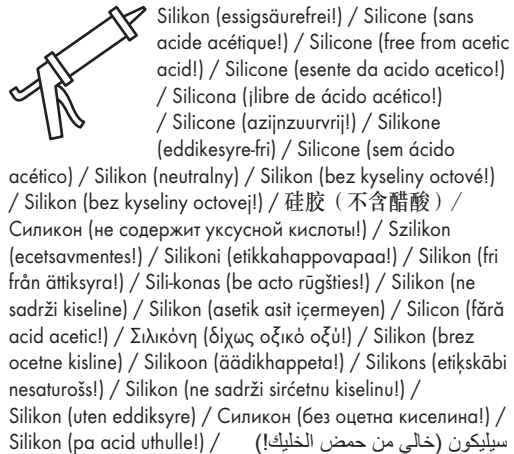 Silikon (essigsäurefrei!) / Silicone (sans
acide acétique!) / Silicone (free from acetic
acid!) / Silicone (esente da acido acetico!)
/ Silicona (¡libre de ácido acético!)
/ Silicone (azijnzuurvrij!) / Silikone
(eddikesyre-fri) / Silicone (sem ácido
acético) / Silikon (neutralny) / Silikon (bez kyseliny octové!)
/ Silikon (bez kyseliny octovej!) / 硅胶（不含醋酸）/
Силикон (не содержит уксусной кислоты!) / Szilikon
(ecetsavmentes!) / Silikoni (etikkahappovapaa!) / Silikon (fri
från ättiksyra!) / Sili-konas (be acto rūgšties!) / Silikon (ne
sadrži kiseline) / Silikon (asetik asit içermeyen) / Silicon (fără
acid acetic!) / Σιλικόνη (δίχως οξικό οξύ!) / Silikon (brez
ocetne kisline) / Silikoon (äädikhappeta!) / Silikons (etiķskābi
nesaturošs!) / Silikon (ne sadrži sirćetnu kiselinu!) /
Silikon (uten eddiksyre) / Силикон (без оцетна киселина!) /
Silikon (pa acid uthulle!) / سيليكون (خالي من حمض الخليك!)